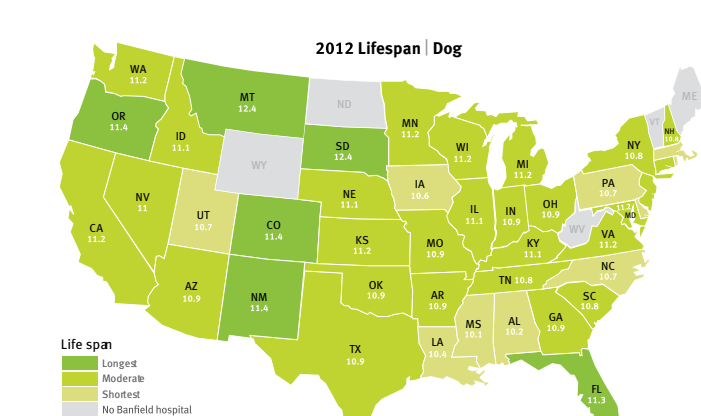 2012 Lifespan | Dog
WA
11.2
MT
12.4
ND
ME
OR
11.4
MN
11.2
VT
NH
10.8
ID
11.1
SD
12.4
WI
11.2
NY
10.8
WY
MI
11.2
IA
10.6
PA
10.7
NV
11
NE
11.1
UT
10.7
IL
11.1
IN
10.9
OH
10.9
11.2
MD
CA
11.2
CO
11.4
KS
11.2
MO
10.9
KY
11.1
WV
VA
11.2
NC
10.7
AZ
10.9
NM
11.4
OK
10.9
AR
10.9
TN 10.8
SC
10.8
MS
10.1
AL
10.2
GA
10.9
TX
10.9
LA
10.4
FL
11.3
Life span
Longest
Moderate
Shortest
No Banfield hospital